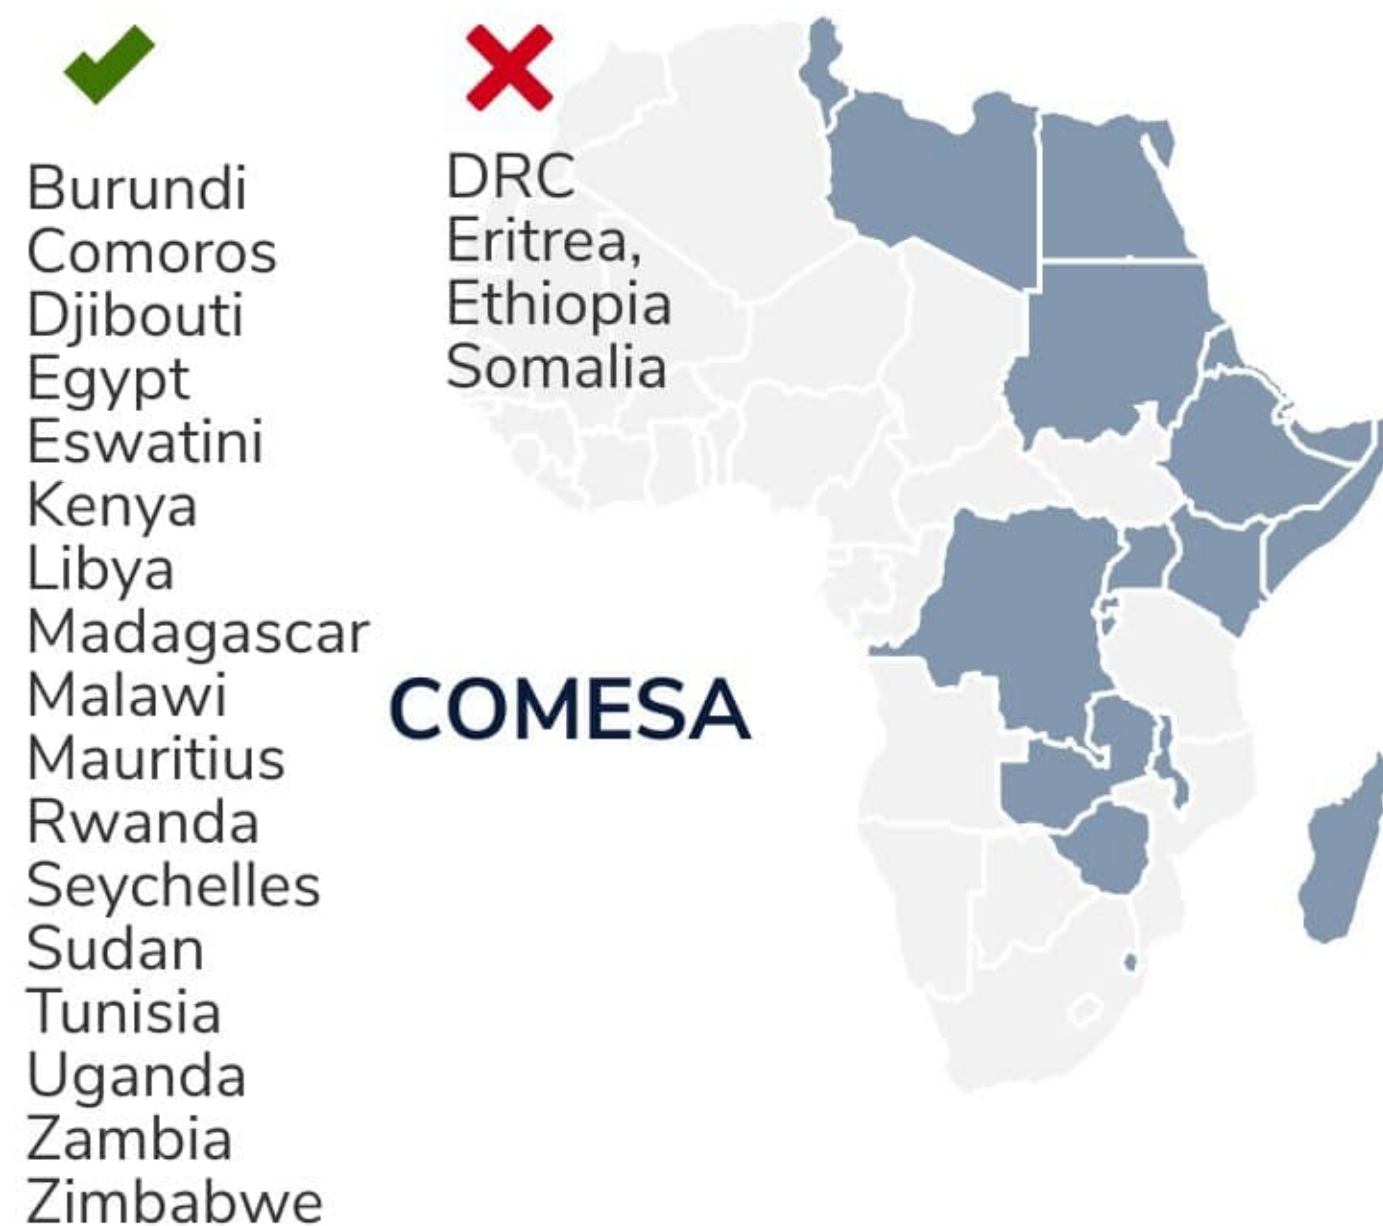 Burundi
Comoros
Djibouti
Egypt
Eswatini
Kenya
Libya
Madagascar
Malawi
Mauritius
Rwanda
Seychelles
Sudan
Tunisia
Uganda
Zambia
Zimbabwe
DRC
Eritrea,
Ethiopia
Somalia
COMESA